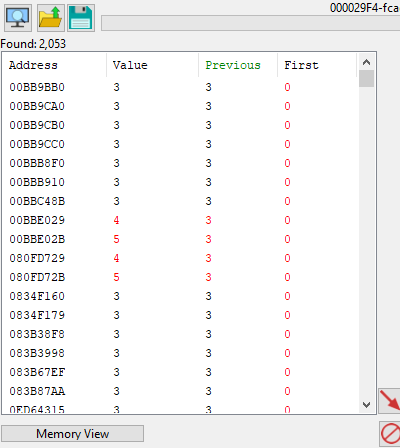 000029F4-fca
Found: 2,053
Address Value Previous First
00BB9BB0 3 3 0
00BB9CA0 3 3 0
00BB9CB0 3 3 0
00BB9CC0 3 3 0
00BBB8F0 3 3 0
00BBB910 3 3 0
00BBC48B 3 3 0
00BBE029 4 3 0
00BBE02B 5 3 0
080FD729 4 3 0
080FD72B 5 3 0
0834F160 3 3 0
0834F179 3 3 0
083B38F8 3 3 0
083B3998 3 3 0
083B67EF 3 3 0
083B87AA 3 3 0
0ED64315 3 3 0
Memory View